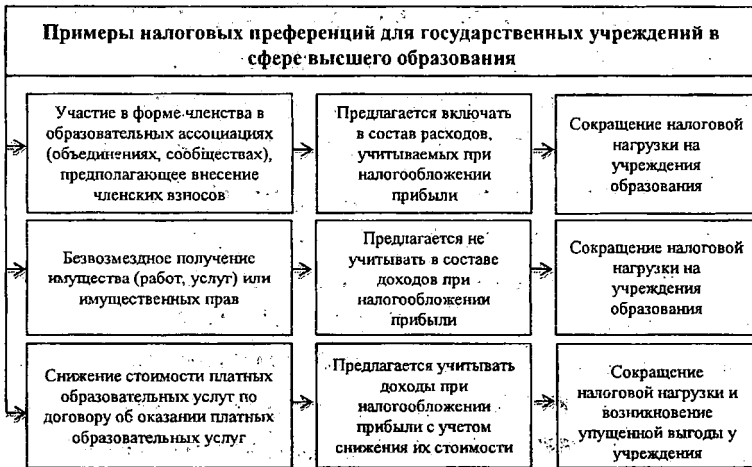 Примеры налоговых преференций для государственных учреждений в
сфере высшего образования
Участие в форме членства в
образовательных ассоциациях
(объединениях, сообществах),
предполагающее внесение
членских взносов
Предлагается включать
в состав расходов,
учитываемых при
налогообложении
прибыли
Сокращение налоговой
нагрузки на
учреждения
образования
Безвозмездное получение
имущества (работ, услуг) или
имущественных прав
Предлагается не
учитывать в составе
доходов при
налогообложении
прибыли
Сокращение налоговой
нагрузки на
учреждения
образования
Снижение стоимости платных
образовательных услуг по
договору об оказании платных
образовательных услуг
Предлагается учитывать
доходы при
налогообложении
прибыли с учетом
снижения их стоимости
Сокращение
налоговой нагрузки и
возникновение
упущенной выгоды у
учреждения